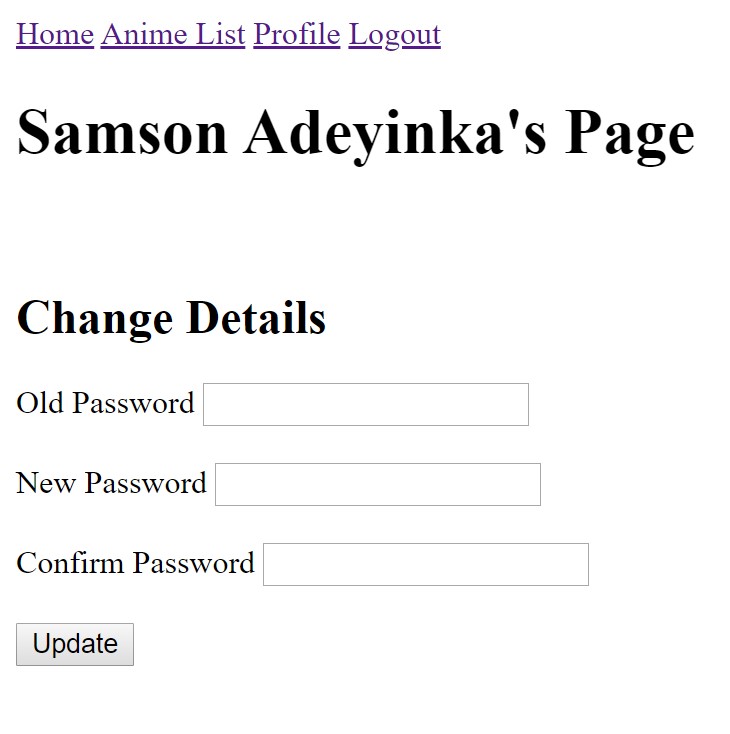 Home Anime List Profile Logout
Samson Adeyinka's Page
Change Details
Old Password
New Password
Confirm Password
Update